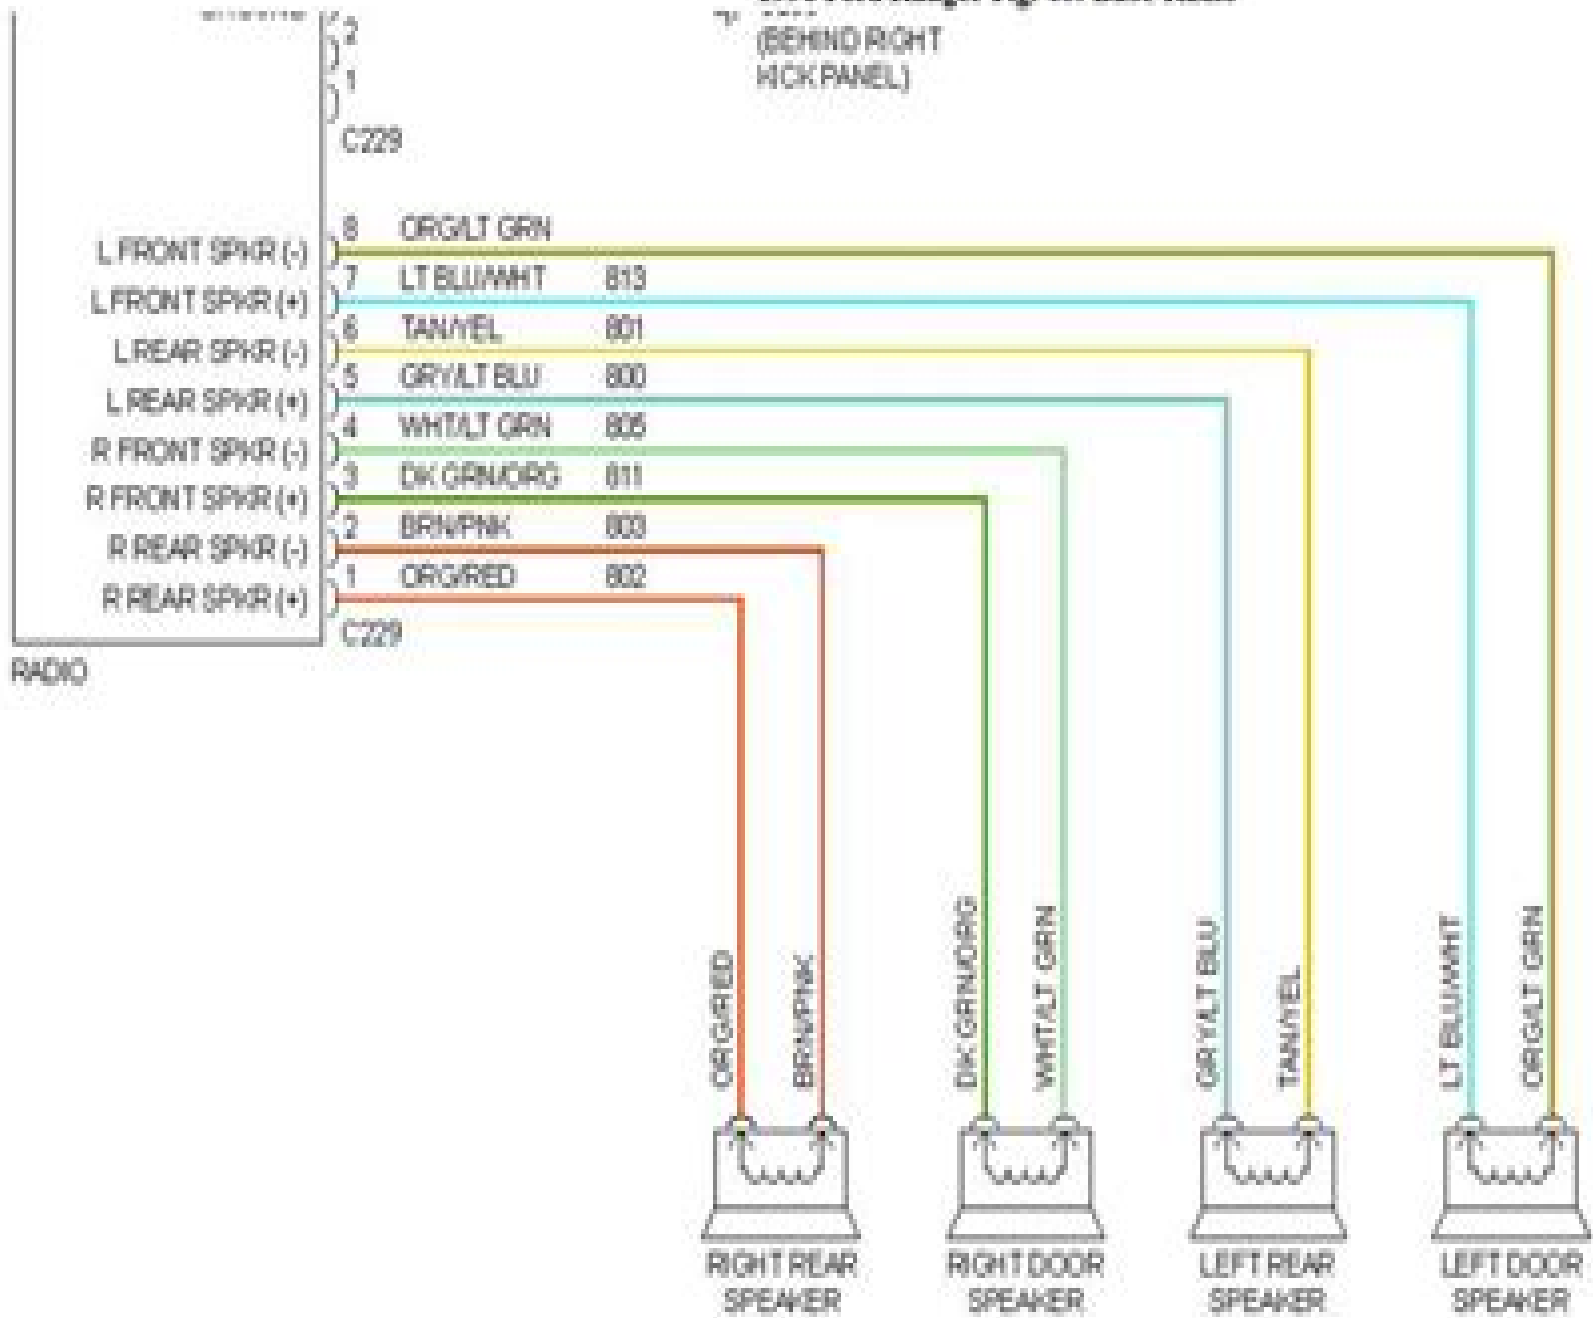 2
(BEHIND RIGHT
KICK PANEL)
1
C229
8 ORG/LT GRN
L FRONT SPKR (-)
7 LT BLU/WHT 813
L FRONT SPKR (+)
6 TAN/YEL 801
L REAR SPKR (-)
5 GRY/LT BLU 800
L REAR SPKR (+)
4 WHT/LT GRN 805
R FRONT SPKR (-)
3 DK GRN/ORG 811
R FRONT SPKR (+)
2 BRN/PNK 803
R REAR SPKR (-)
1 ORG/RED 802
R REAR SPKR (+)
C229
RADIO
ORG/RED
BRN/PNK
DK GRN/ORG
WHT/LT GRN
GRY/LT BLU
TAN/YEL
LT BLU/WHT
ORG/LT GRN
RIGHT REAR
SPEAKER
RIGHT DOOR
SPEAKER
LEFT REAR
SPEAKER
LEFT DOOR
SPEAKER